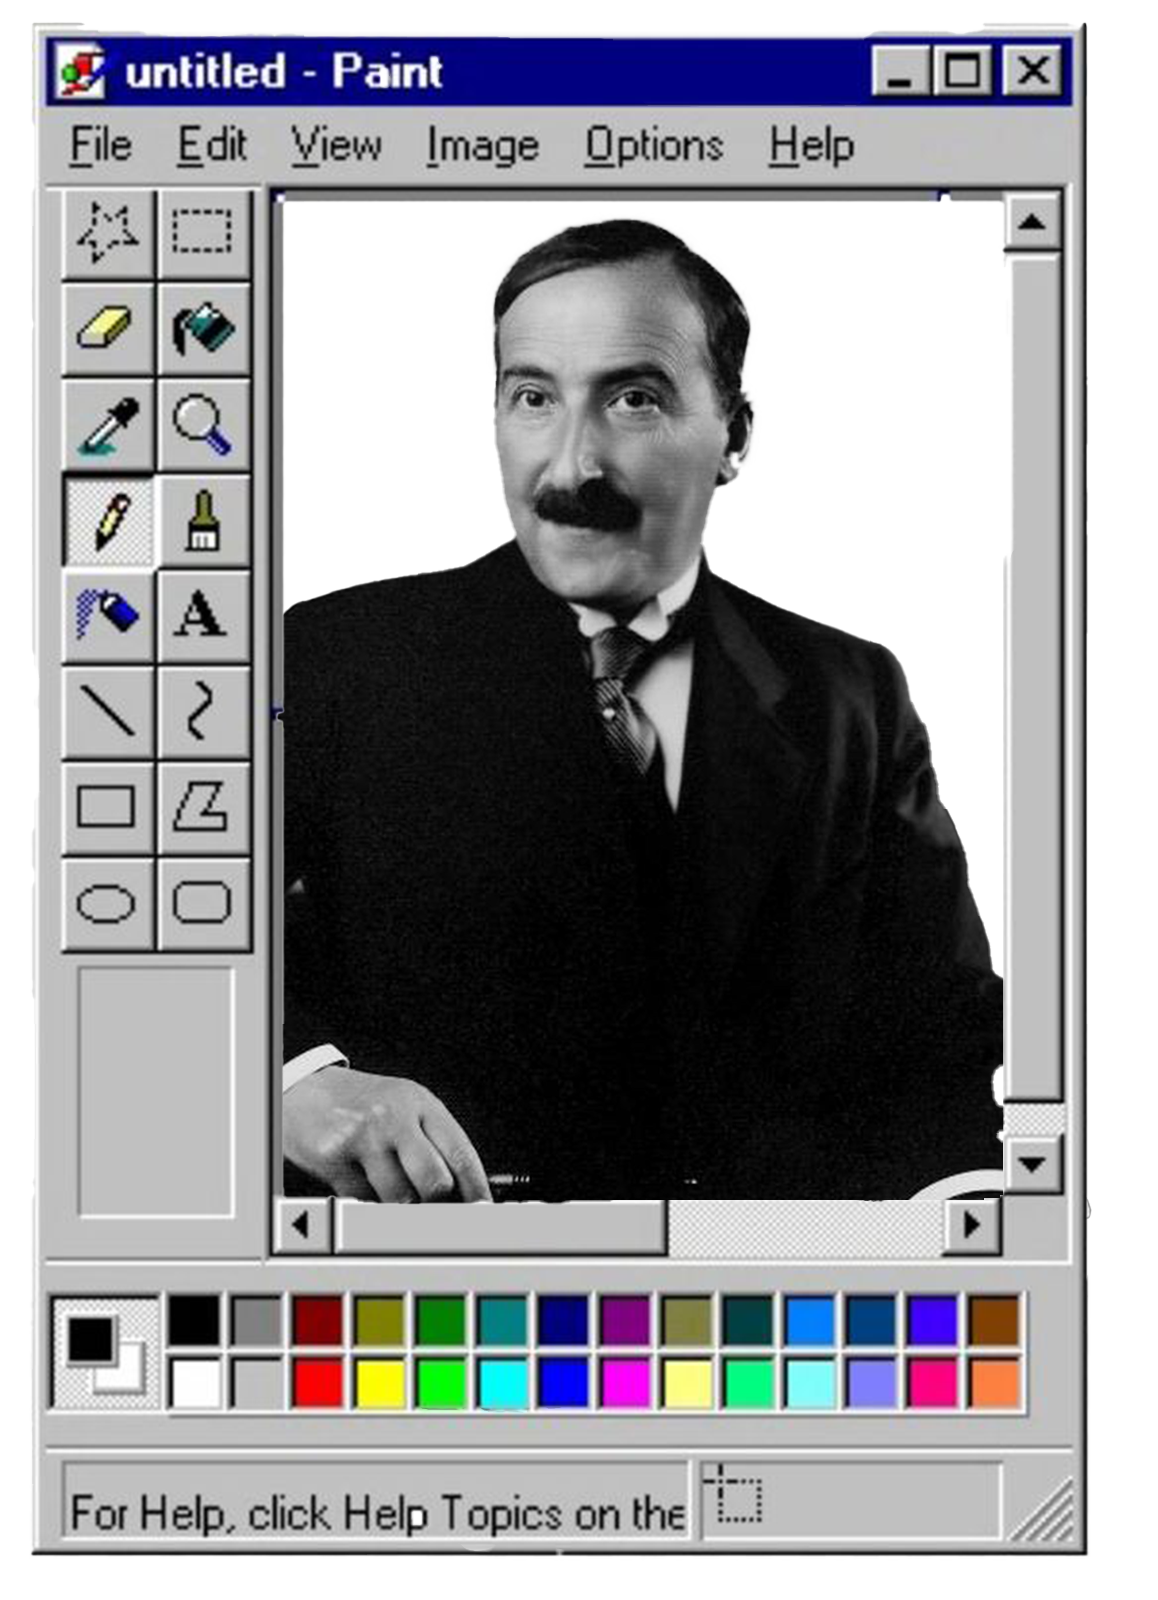 untitled - Paint
File Edit View Image Options Help
A
For Help, click Help Topics on the